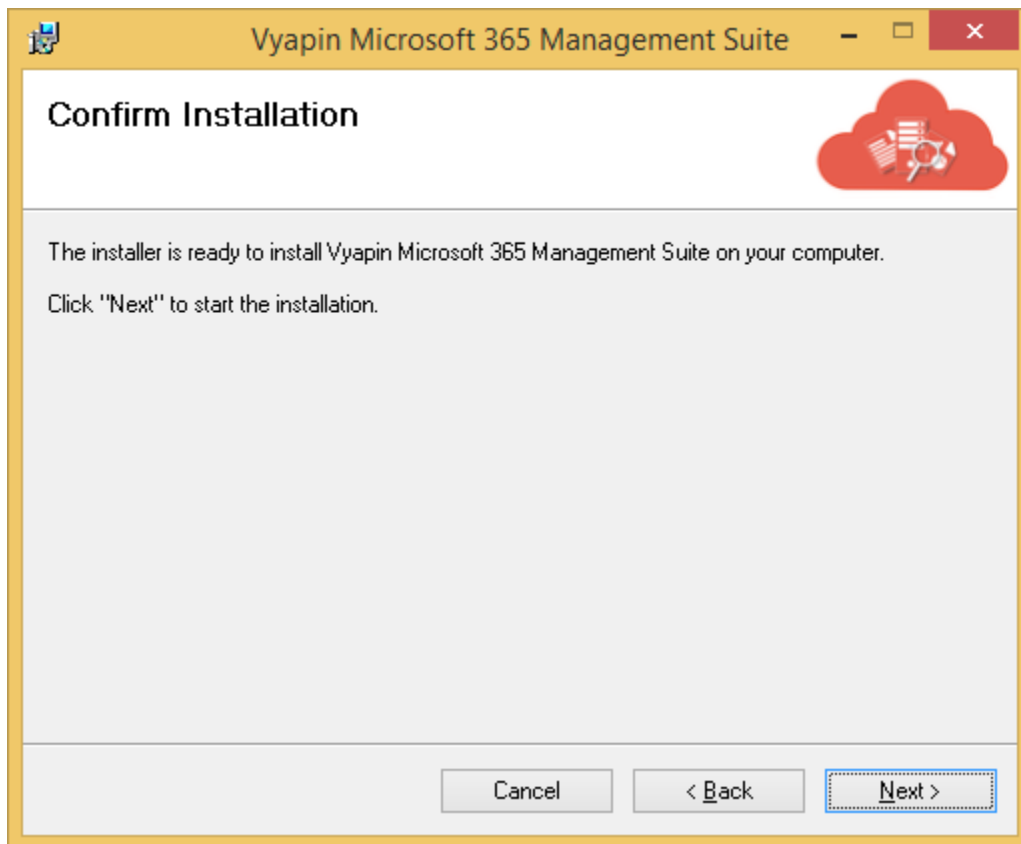 Vyapin Microsoft 365 Management Suite
Confirm Installation
The installer is ready to install Vyapin Microsoft 365 Management Suite on your computer.
Click "Next" to start the installation.
Cancel
< Back
Next >